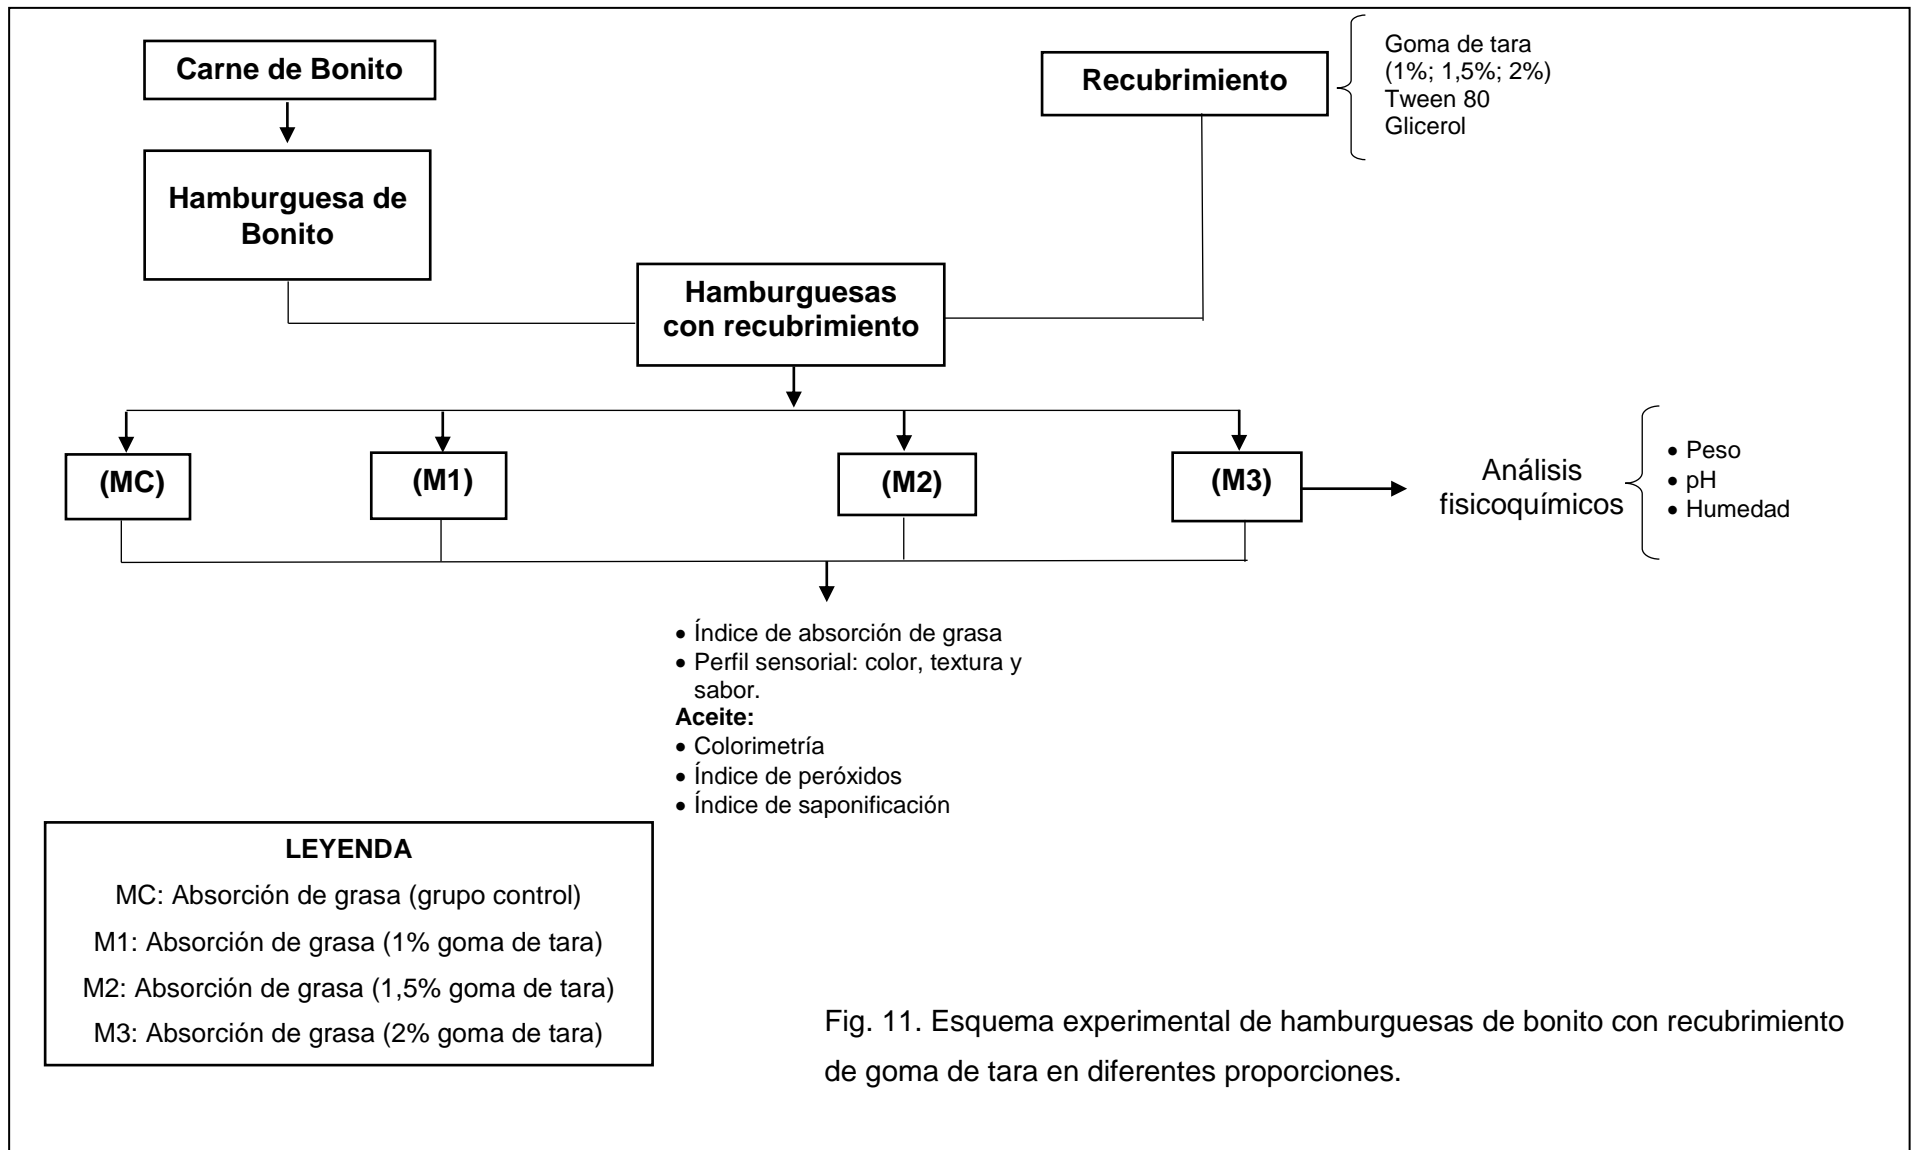 Carne de Bonito
Recubrimiento
Goma de tara
(1%; 1,5%; 2%)
Tween 80
Glicerol
Hamburguesa de
Bonito
Hamburguesas
con recubrimiento
(MC)
(M1)
(M2)
(M3)
Análisis
fisicoquímicos
• Peso
• pH
• Humedad
• Índice de absorción de grasa
• Perfil sensorial: color, textura y
sabor.
Aceite:
• Colorimetría
• Índice de peróxidos
• Índice de saponificación
LEYENDA
MC: Absorción de grasa (grupo control)
M1: Absorción de grasa (1% goma de tara)
M2: Absorción de grasa (1,5% goma de tara)
M3: Absorción de grasa (2% goma de tara)
Fig. 11. Esquema experimental de hamburguesas de bonito con recubrimiento
de goma de tara en diferentes proporciones.